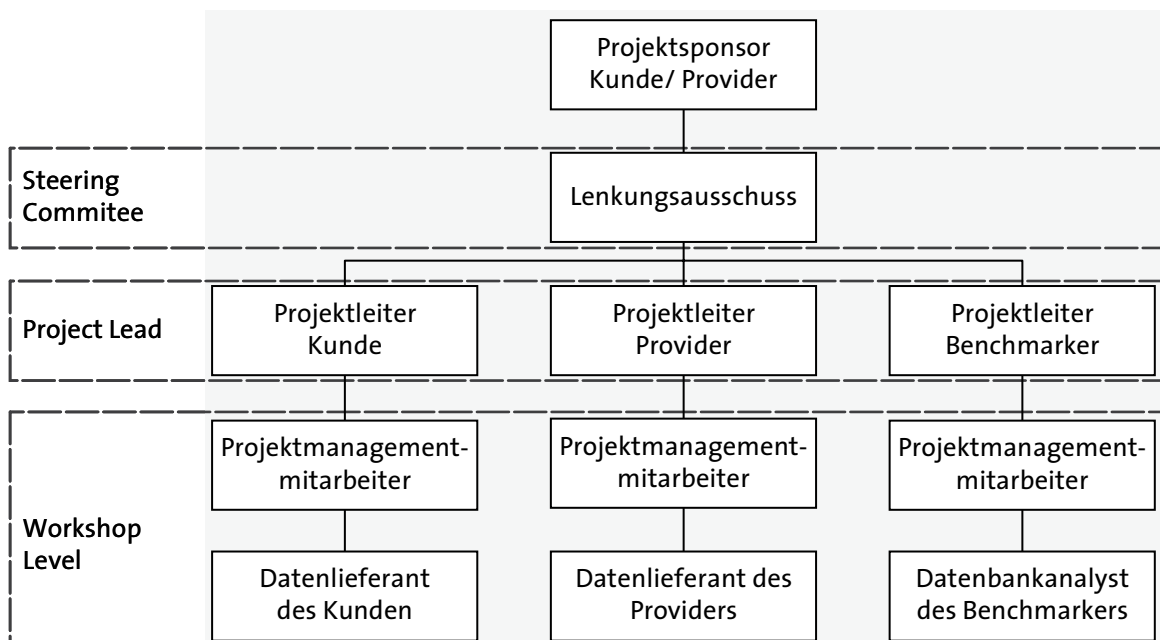 Projektsponsor
Kunde/ Provider
Steering
Commitee
Lenkungsausschuss
Project Lead
Projektleiter
Kunde
Projektleiter
Provider
Projektleiter
Benchmarker
Workshop
Level
Projektmanagement-
mitarbeiter
Projektmanagement-
mitarbeiter
Projektmanagement-
mitarbeiter
Datenlieferant
des Kunden
Datenlieferant des
Providers
Datenbankanalyst
des Benchmarkers